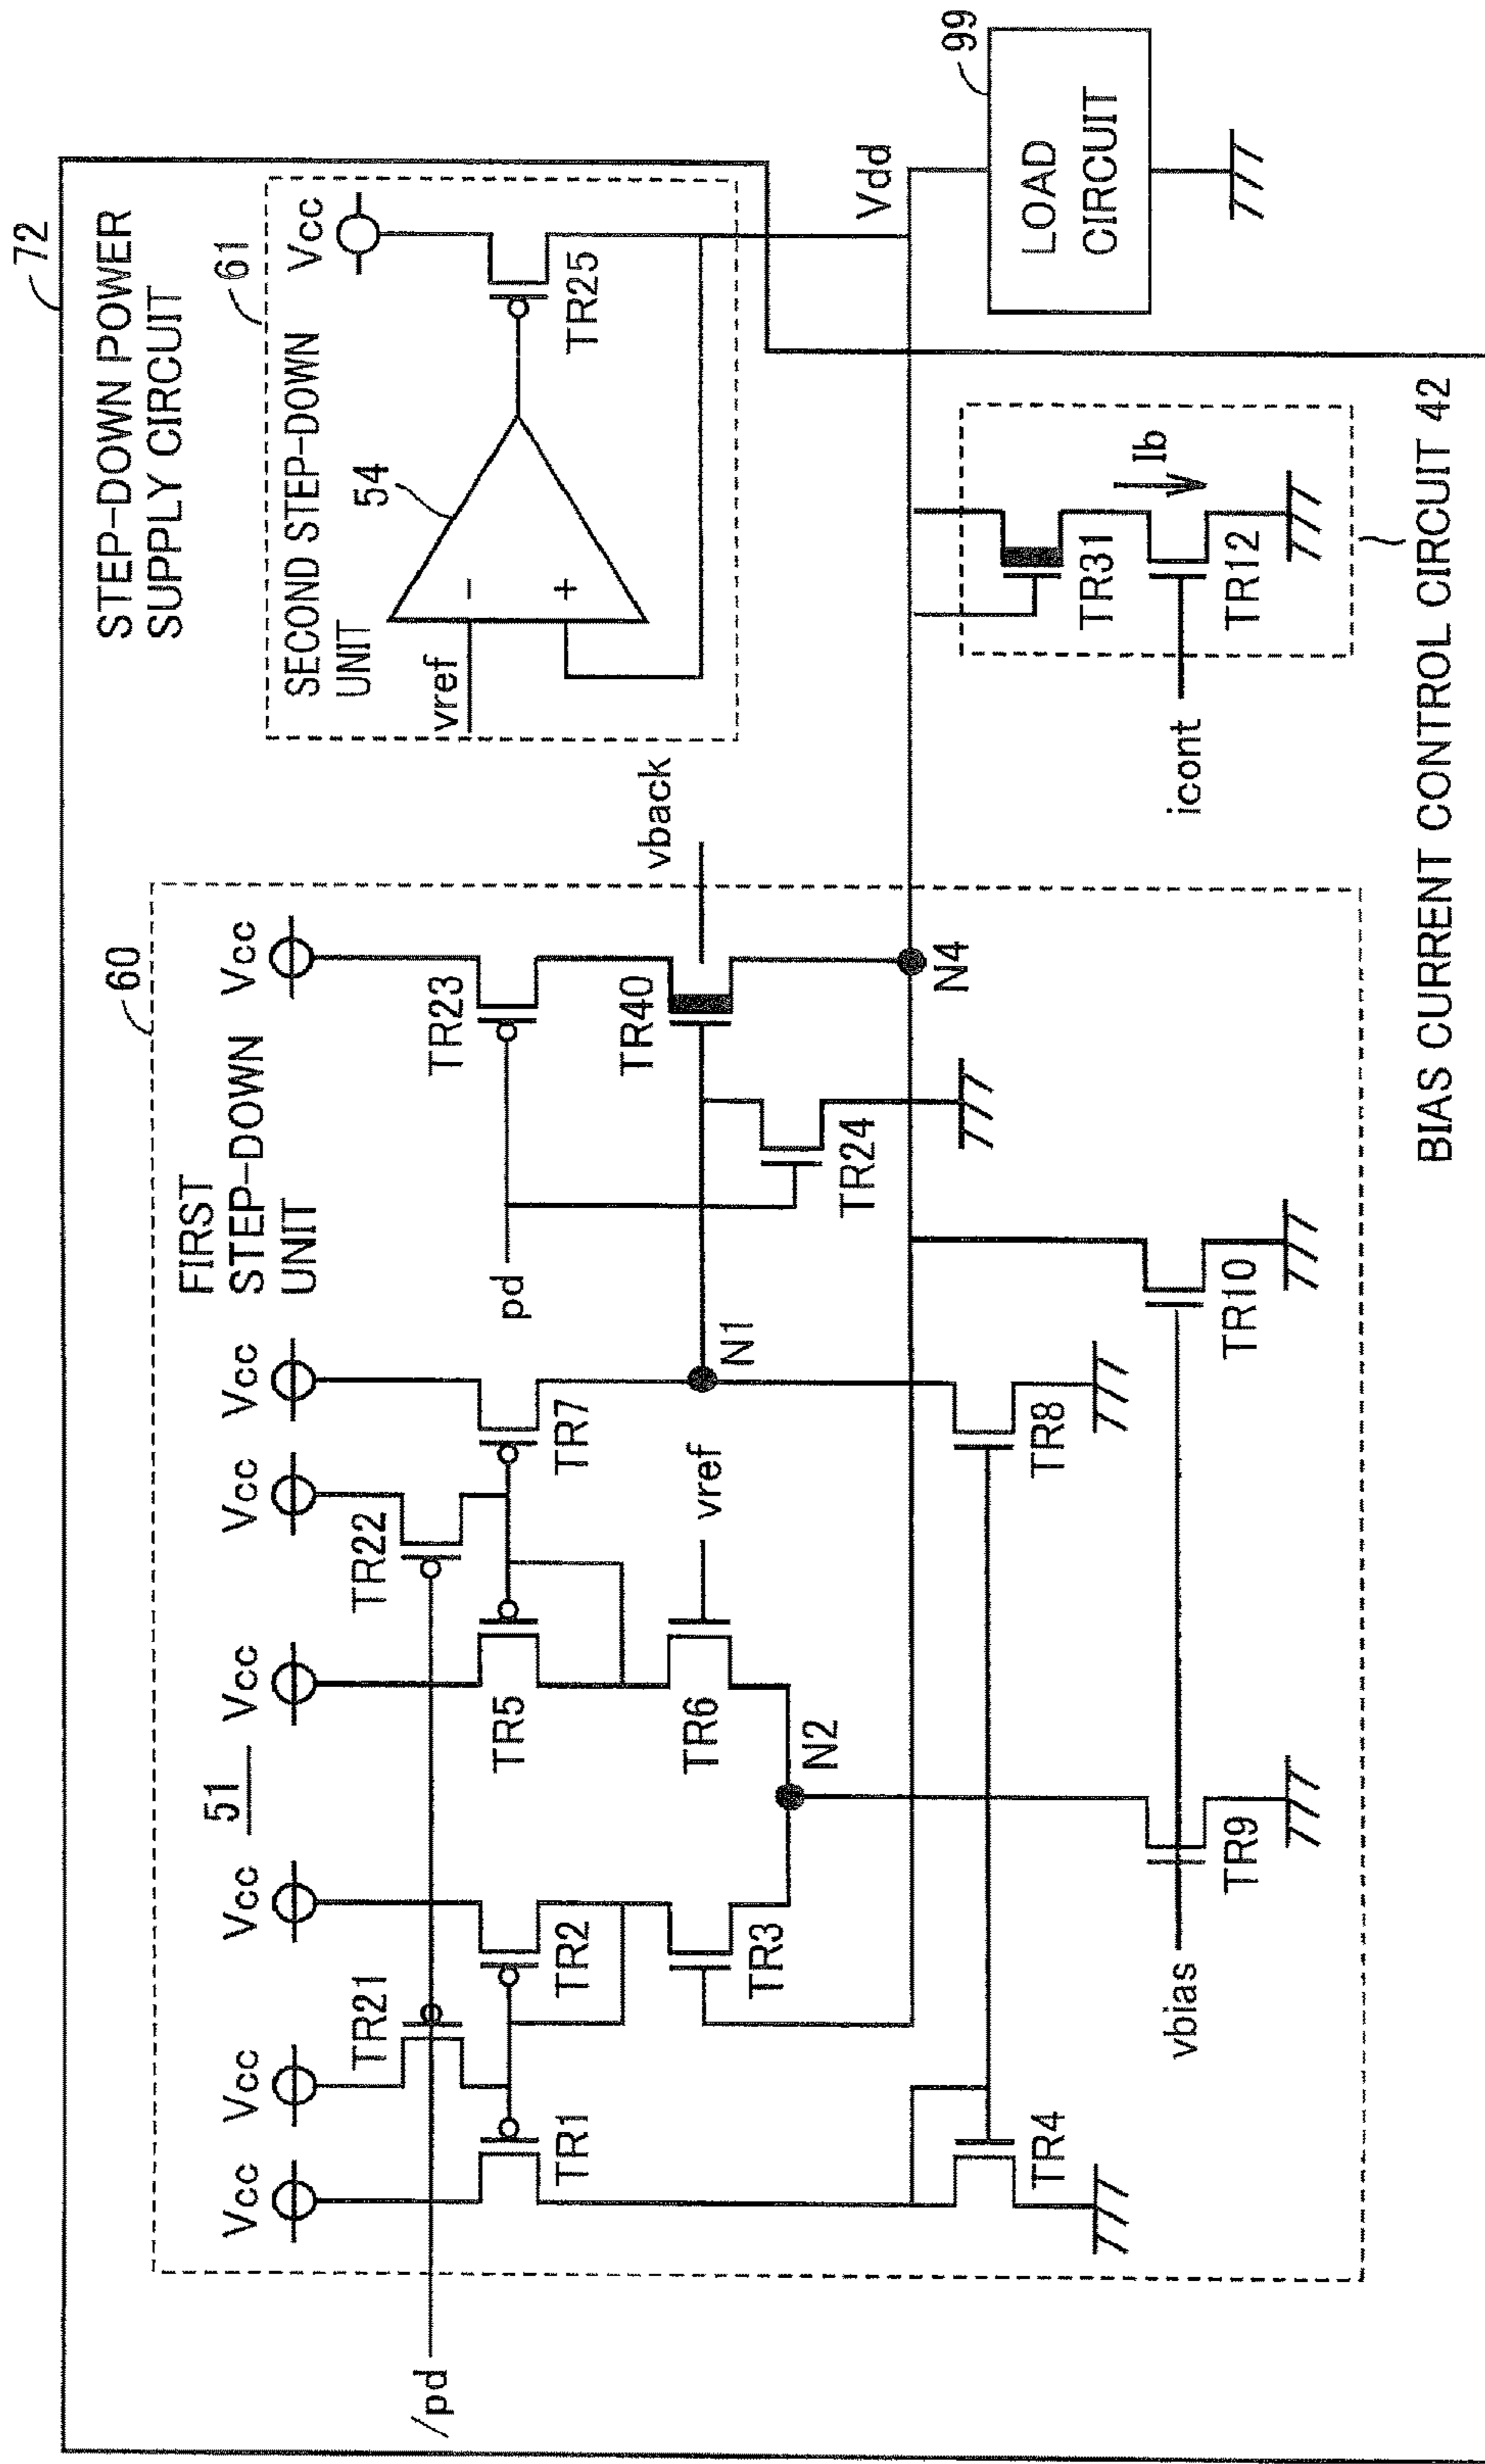 72
STEP-DOWN POWER
SUPPLY CIRCUIT
60
FIRST
STEP-DOWN
UNIT
51
/pd
Vcc
Vcc
Vcc
Vcc
Vcc
Vcc
Vcc
TR21
TR22
TR1
TR2
TR5
TR7
TR3
TR6
vref
N1
N2
pd
TR23
TR40
vback
TR24
N4
TR4
TR8
vbias
TR9
TR10
61
SECOND STEP-DOWN
UNIT
Vcc
54
vref
−
+
TR25
Vdd
99
LOAD
CIRCUIT
TR31
Ib
TR12
icont
BIAS CURRENT CONTROL CIRCUIT 42